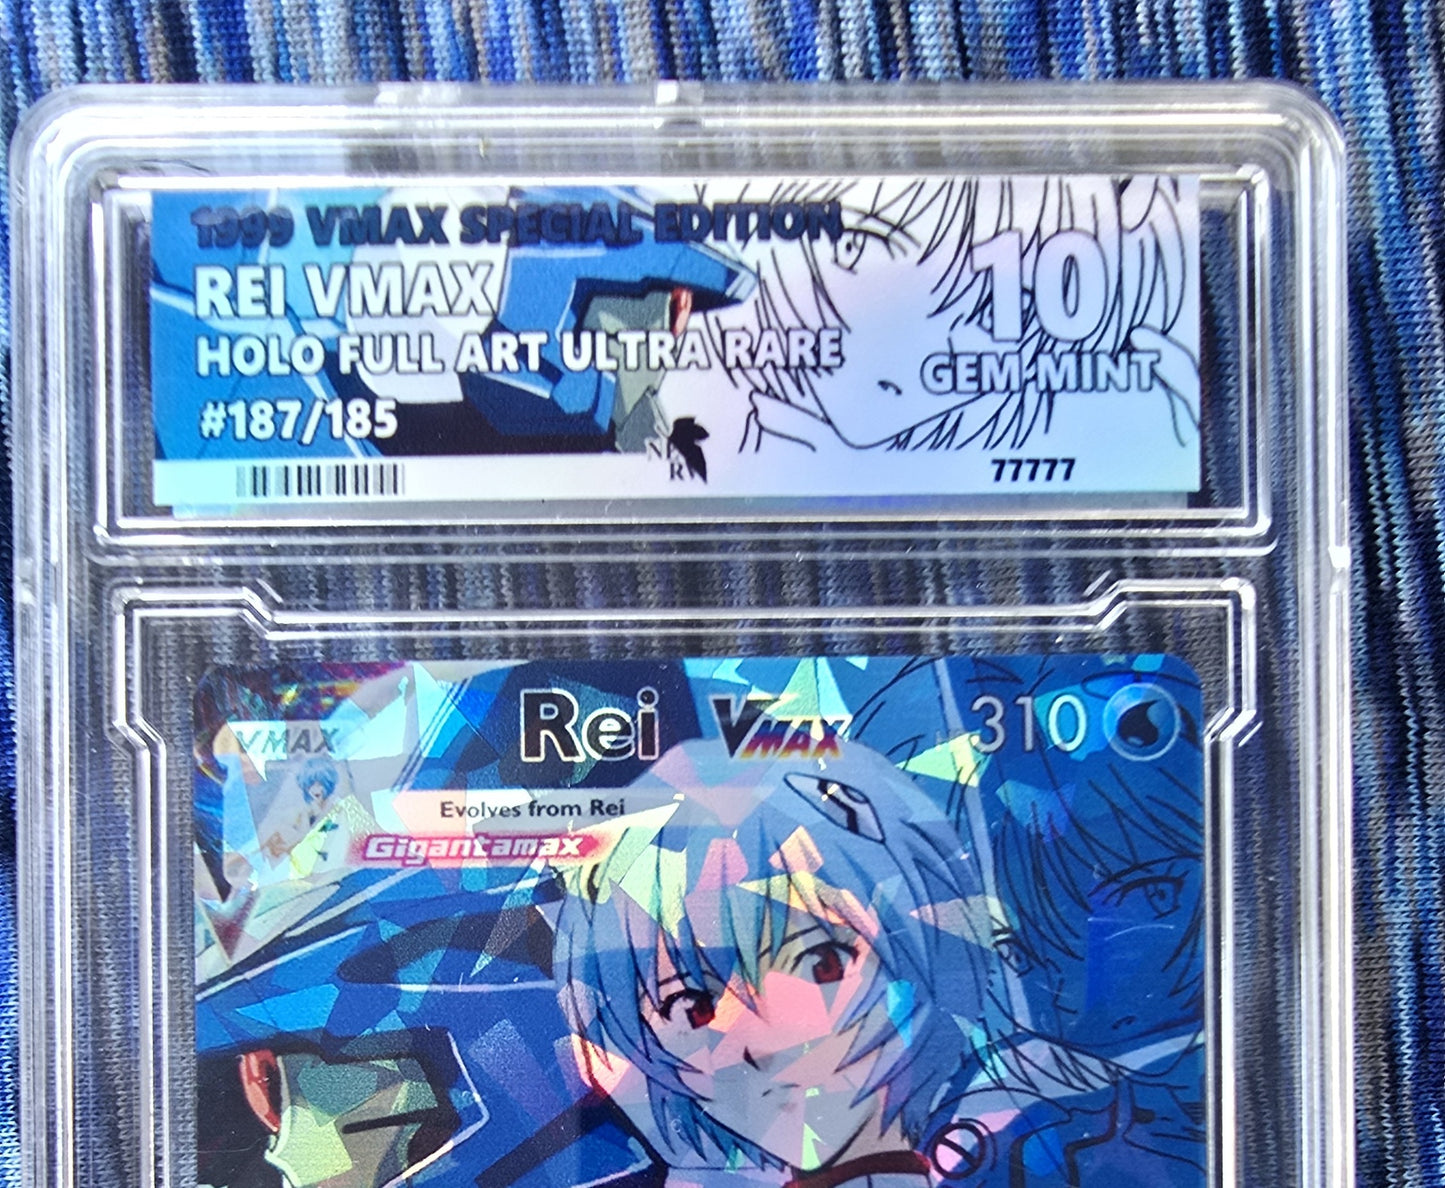 1999 VMAX SPECIAL EDITION
REI VMAX
HOLO FULL ART ULTRA RARE
#187/185
10
GEM-MINT
NERV
77777
VMAX
Rei VMAX
310
Evolves from Rei
Gigantamax